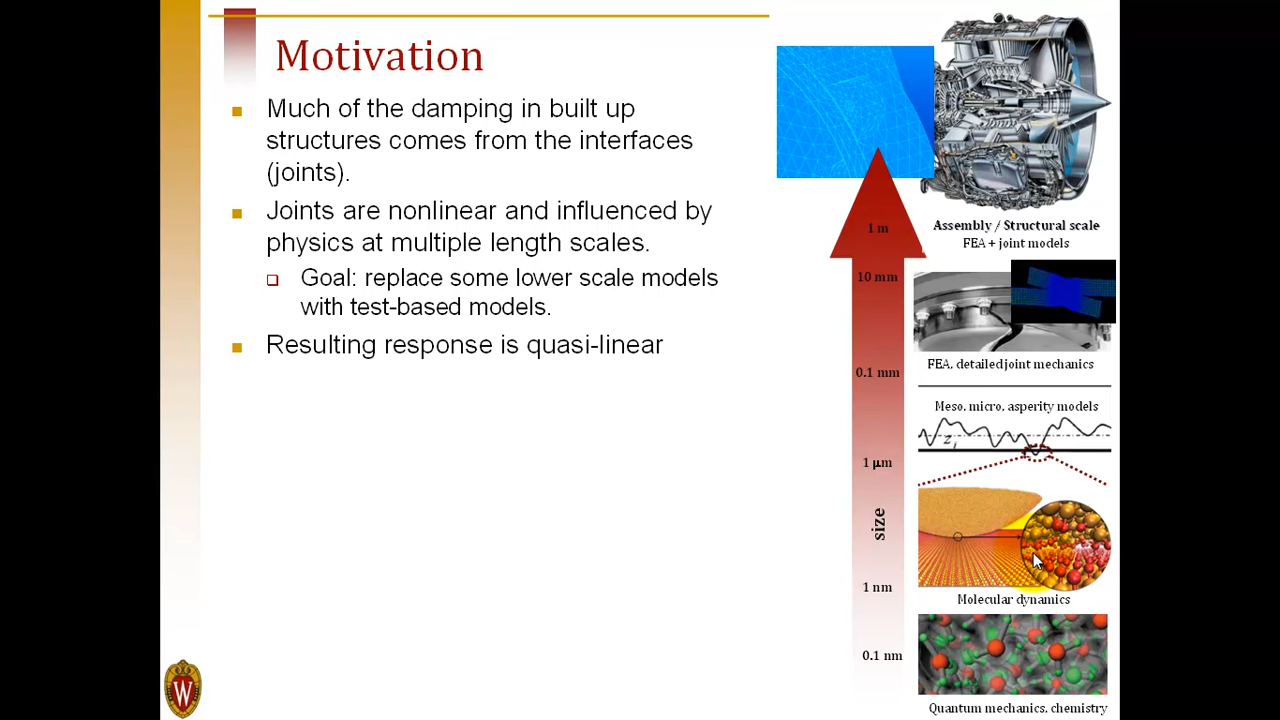 Motivation
Much of the damping in built up
structures comes from the interfaces
(joints).
Joints are nonlinear and influenced by
physics at multiple length scales.
Goal: replace some lower scale models
with test-based models.
Resulting response is quasi-linear
1 m
10 mm
0.1 mm
1 μm
size
1 nm
0.1 nm
Assembly / Structural scale
FEA + joint models
FEA, detailed joint mechanics
Meso, micro, asperity models
z i
Molecular dynamics
Quantum mechanics, chemistry
W